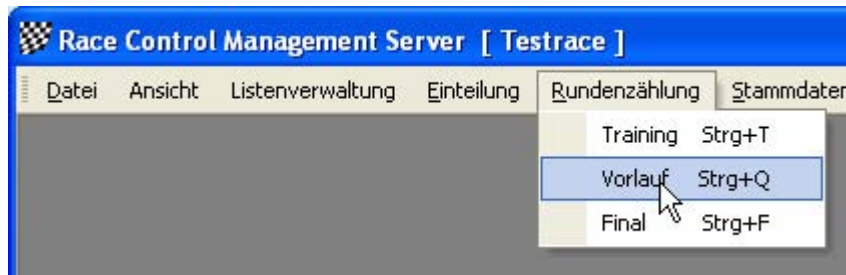 Race Control Management Server [ Testrace ]
Datei Ansicht Listenverwaltung Einteilung Rundenzählung Stammdaten
Training Strg+T
Vorlauf Strg+Q
Final Strg+F